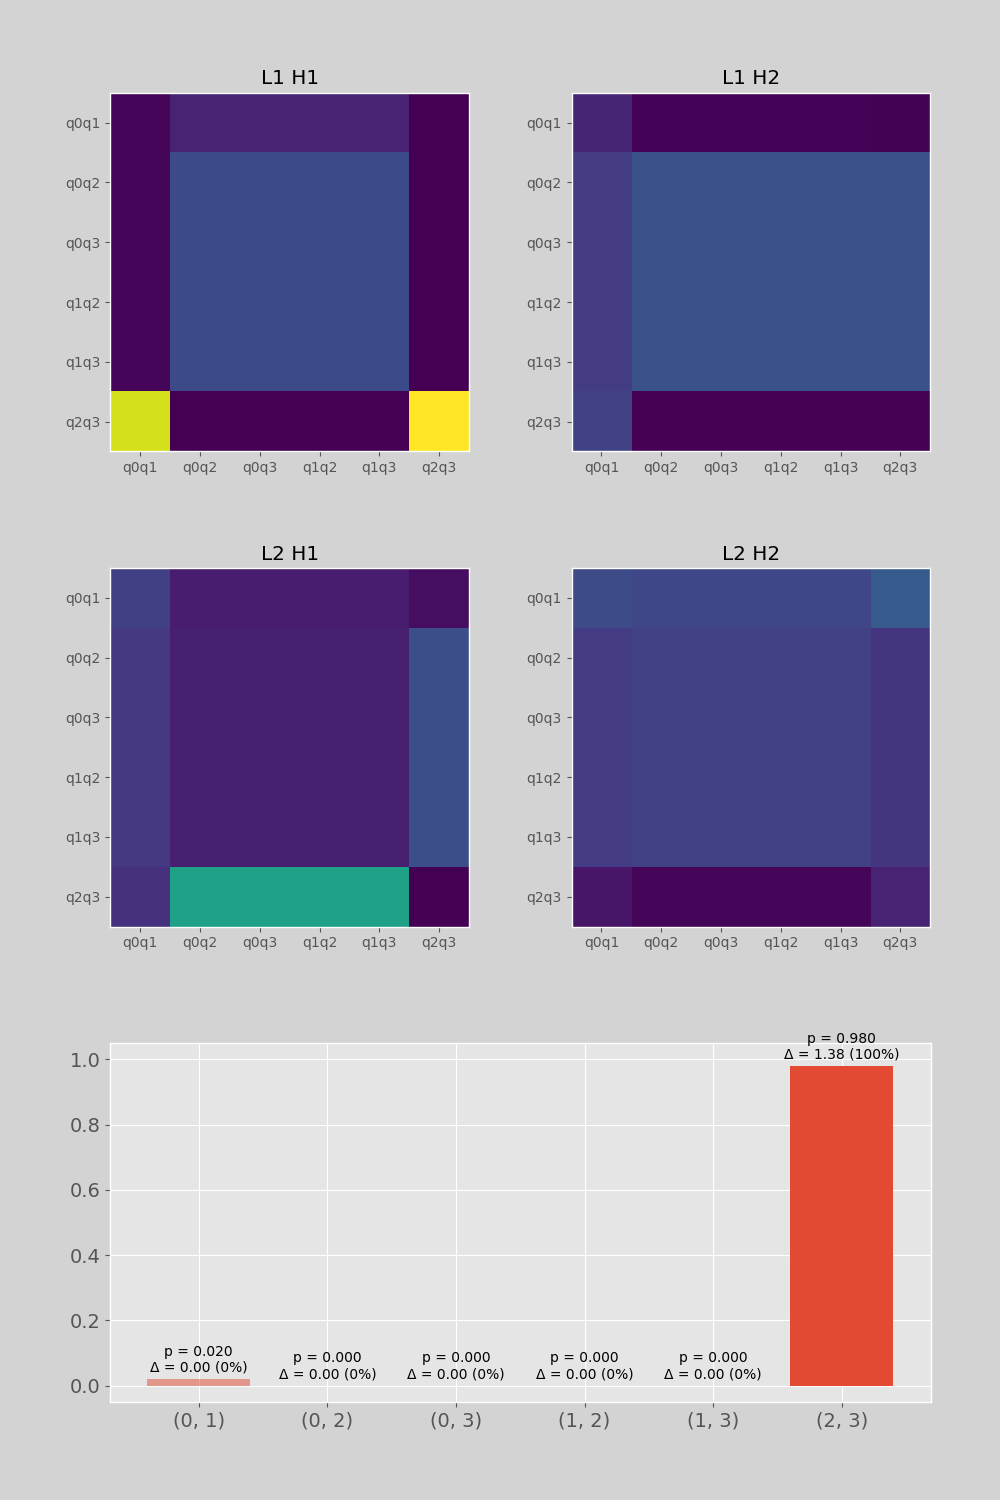 L1 H1
L1 H2
q0q1
q0q2
q0q3
q1q2
q1q3
q2q3
q0q1 q0q2 q0q3 q1q2 q1q3 q2q3
q0q1
q0q2
q0q3
q1q2
q1q3
q2q3
q0q1 q0q2 q0q3 q1q2 q1q3 q2q3
L2 H1
L2 H2
q0q1
q0q2
q0q3
q1q2
q1q3
q2q3
q0q1 q0q2 q0q3 q1q2 q1q3 q2q3
q0q1
q0q2
q0q3
q1q2
q1q3
q2q3
q0q1 q0q2 q0q3 q1q2 q1q3 q2q3
1.0
0.8
0.6
0.4
0.2
0.0
p = 0.020
Δ = 0.00 (0%)
p = 0.000
Δ = 0.00 (0%)
p = 0.000
Δ = 0.00 (0%)
p = 0.000
Δ = 0.00 (0%)
p = 0.000
Δ = 0.00 (0%)
p = 0.980
Δ = 1.38 (100%)
(0, 1) (0, 2) (0, 3) (1, 2) (1, 3) (2, 3)